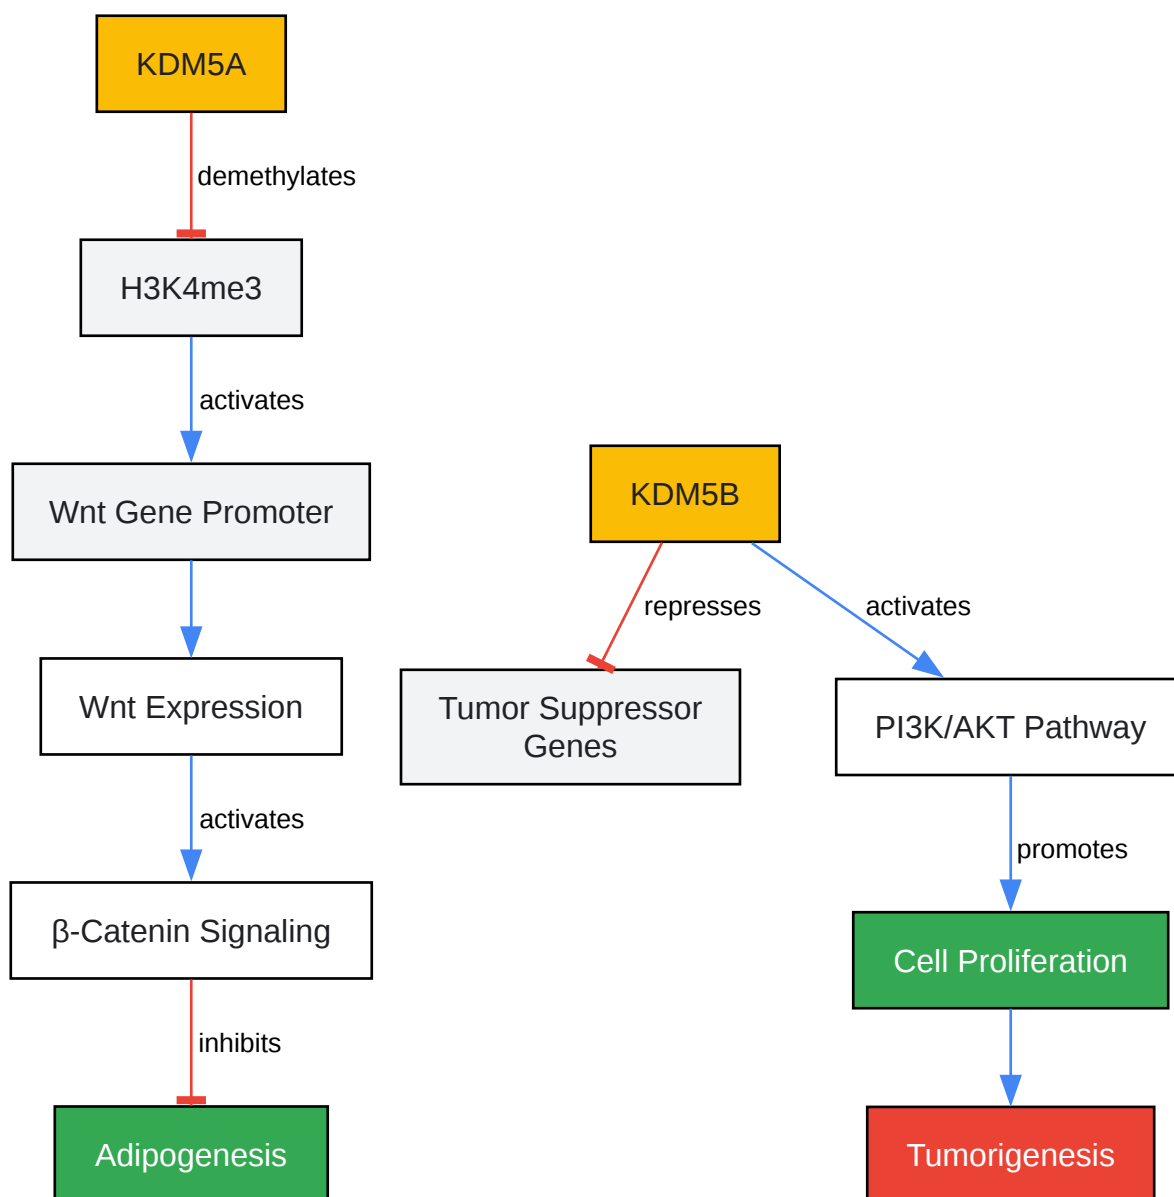 KDM5A
demethylates
H3K4me3
activates
Wnt Gene Promoter
Wnt Expression
activates
β-Catenin Signaling
inhibits
Adipogenesis
KDM5B
represses
activates
Tumor Suppressor
Genes
PI3K/AKT Pathway
promotes
Cell Proliferation
Tumorigenesis